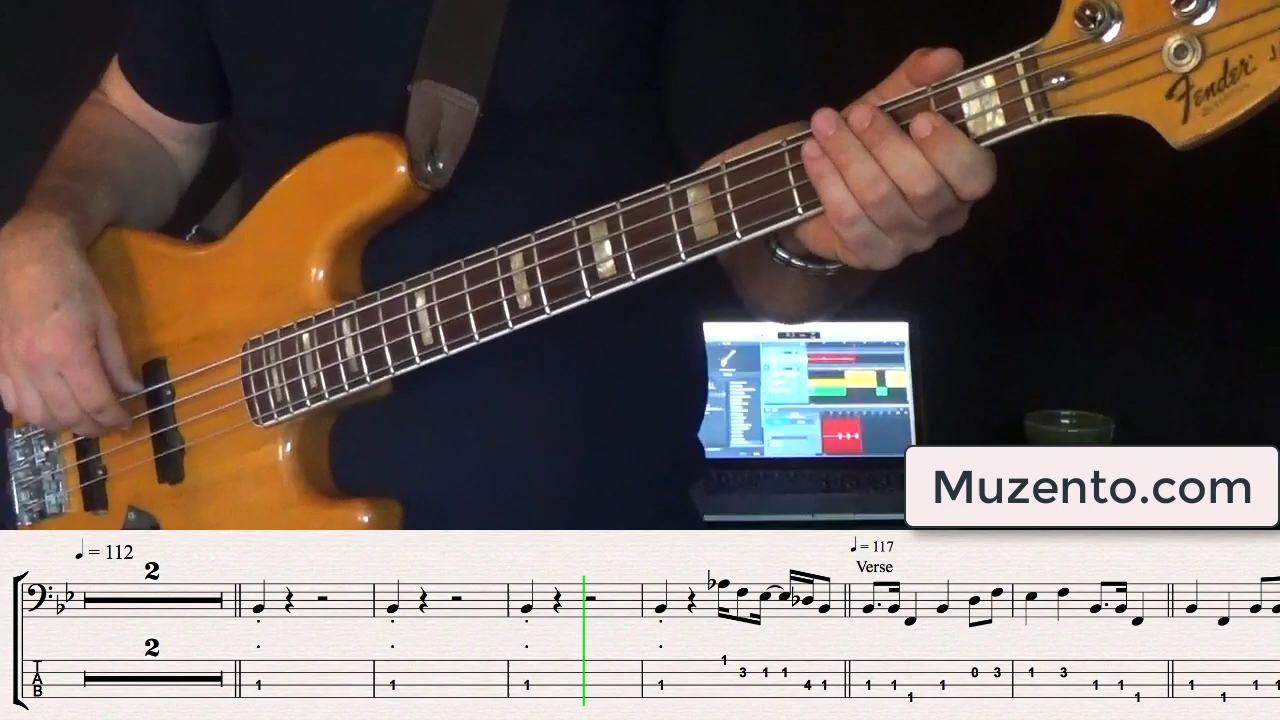 Fender
J
Muzento.com
♩ = 112
♩ = 117
Verse
2
2
T
A
B
1
1
1
1
1 3 1 1 4 1
1 1 1 1 0 3
1 3 1 1 1
1 1 1 1